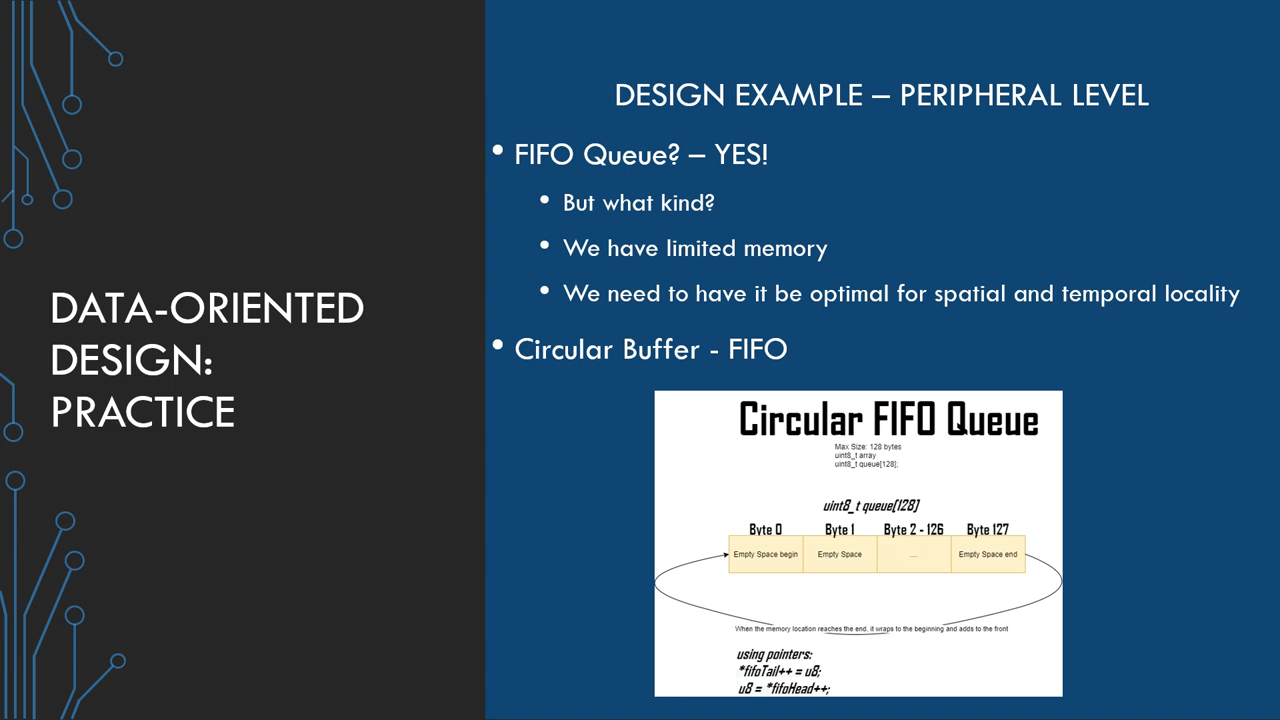 DATA-ORIENTED
DESIGN:
PRACTICE
DESIGN EXAMPLE – PERIPHERAL LEVEL
• FIFO Queue? – YES!
• But what kind?
• We have limited memory
• We need to have it be optimal for spatial and temporal locality
• Circular Buffer - FIFO
Circular FIFO Queue
Max Size: 128 bytes
uint8_t array
uint8_t queue[128];
uint8_t queue[128]
Byte 0 Byte 1 Byte 2 - 126 Byte 127
Empty Space begin Empty Space ..... Empty Space end
When the memory location reaches the end, it wraps to the beginning and adds to the front
using pointers:
*fifoTail++ = u8;
u8 = *fifoHead++;